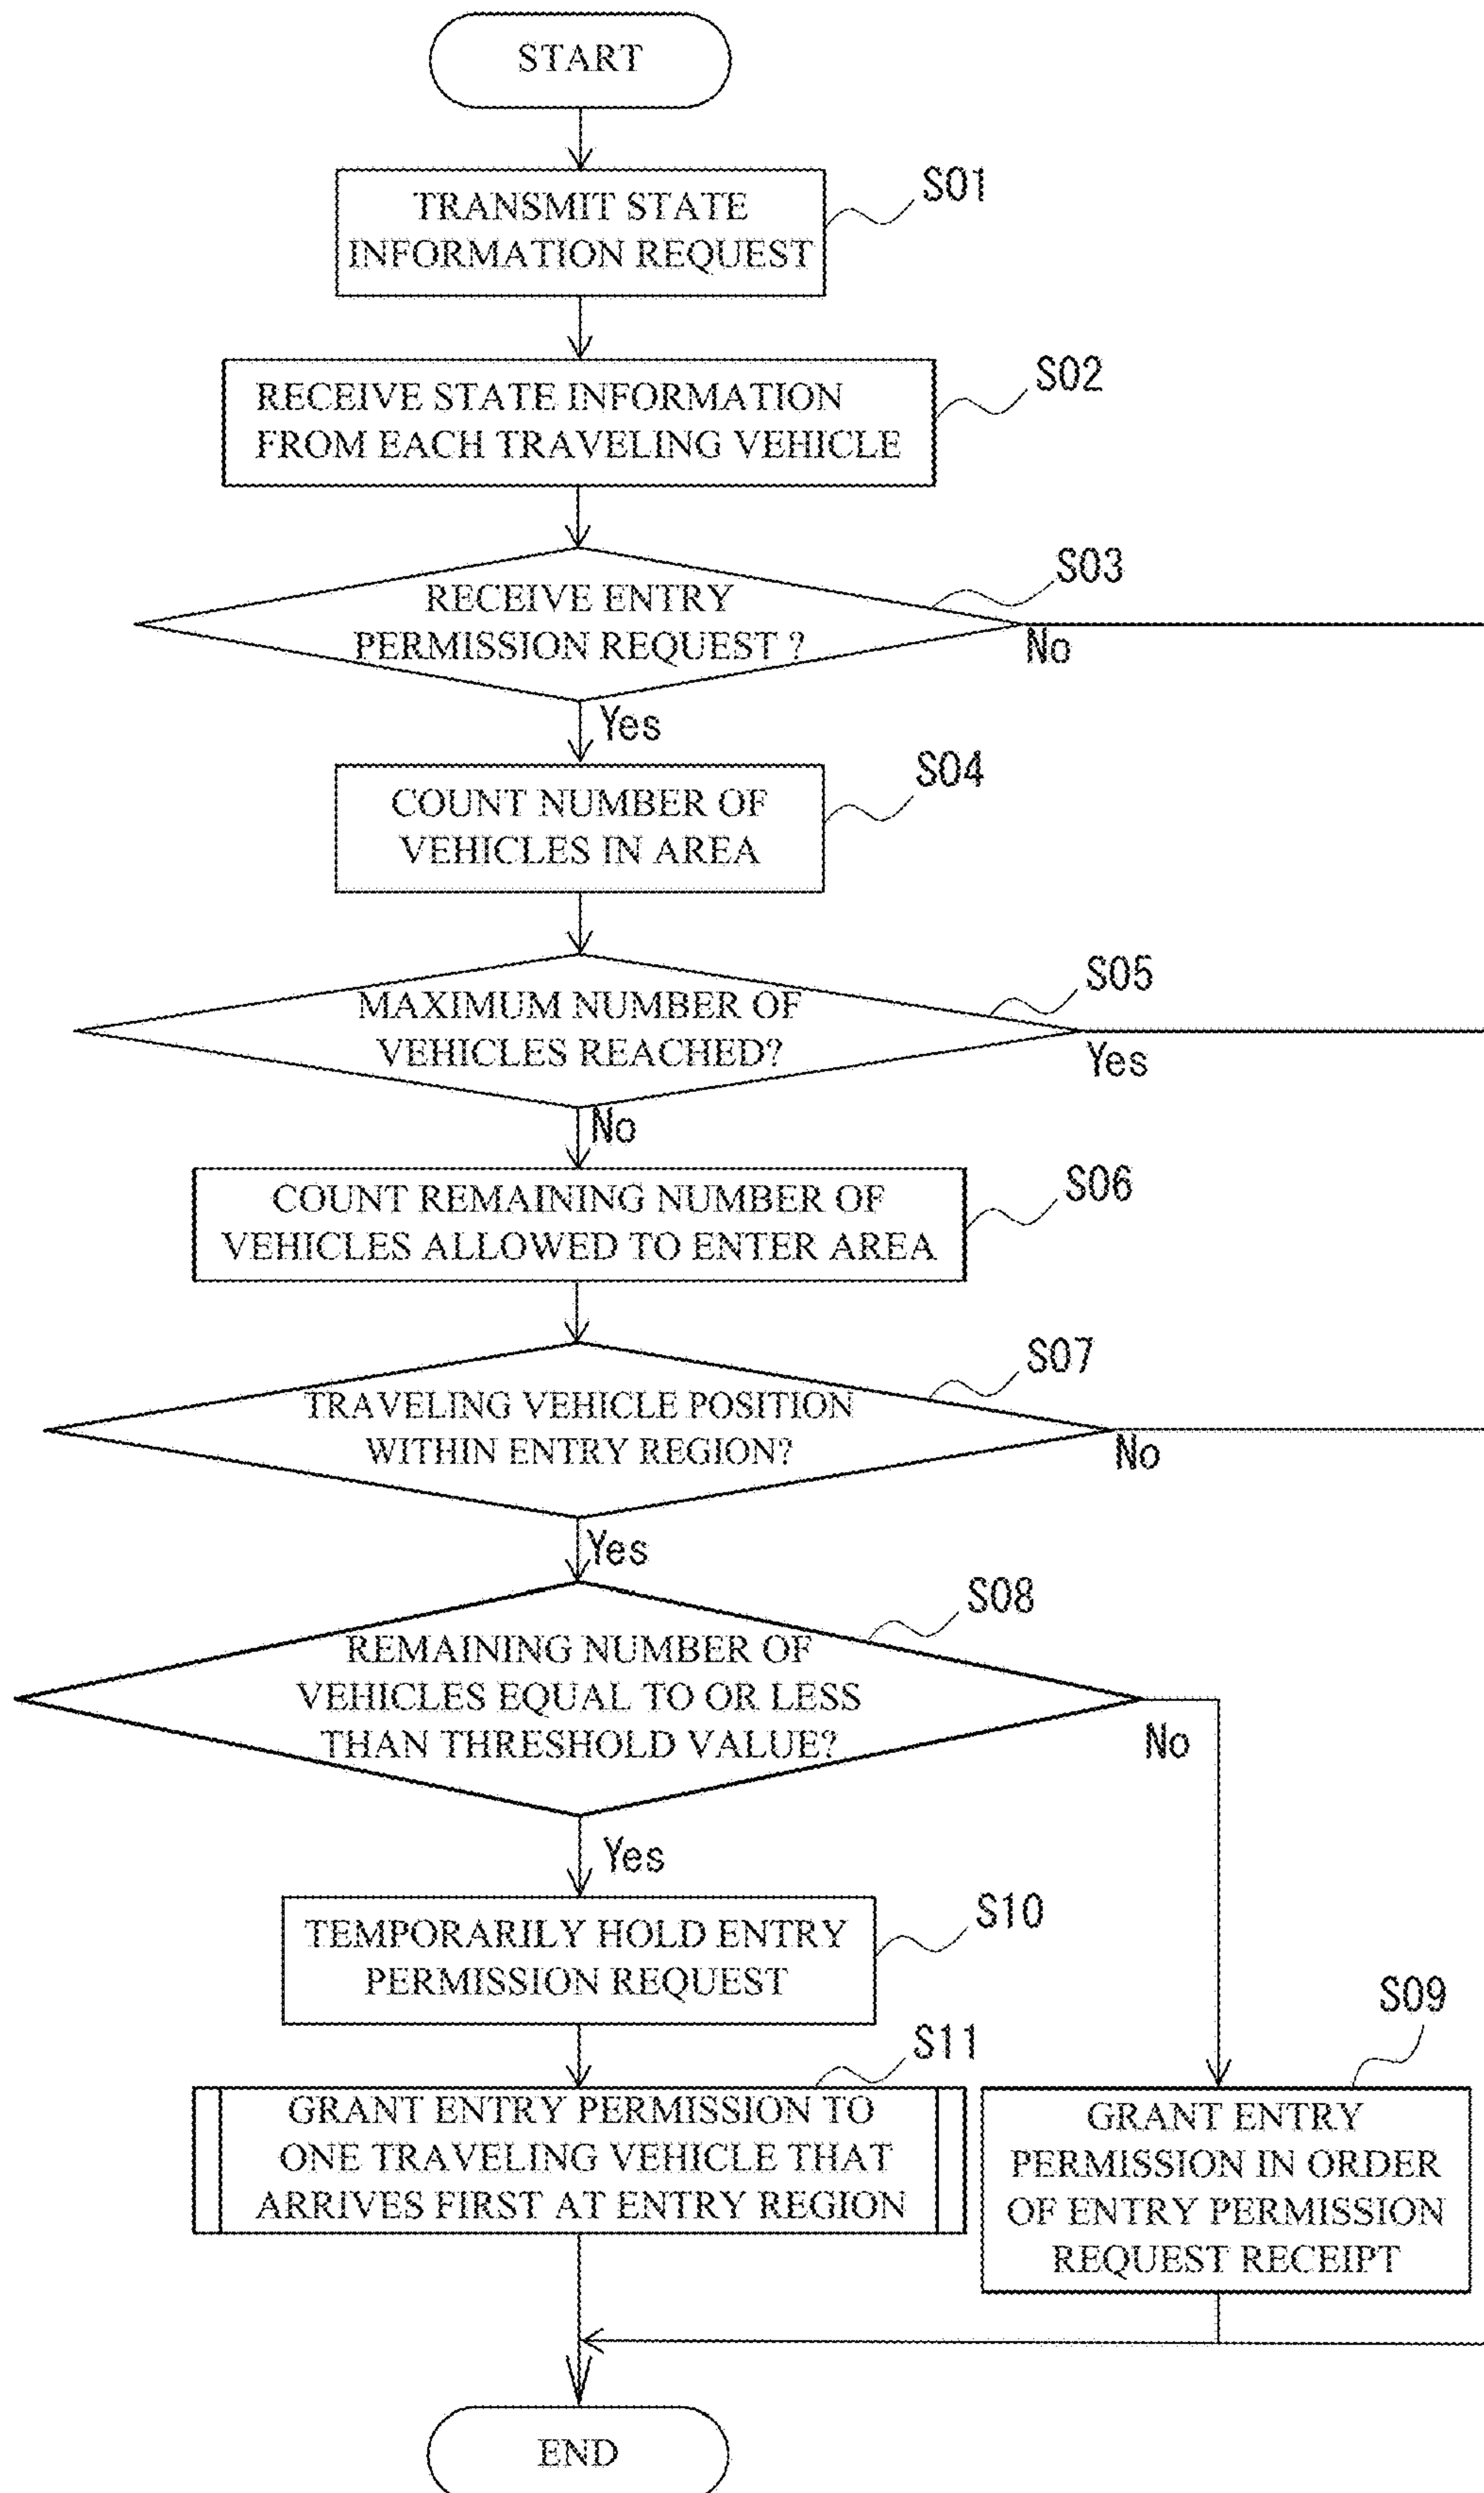 START
S01
TRANSMIT STATE
INFORMATION REQUEST
S02
RECEIVE STATE INFORMATION
FROM EACH TRAVELING VEHICLE
S03
RECEIVE ENTRY
PERMISSION REQUEST ?
No
Yes
S04
COUNT NUMBER OF
VEHICLES IN AREA
S05
MAXIMUM NUMBER OF
VEHICLES REACHED?
Yes
No
S06
COUNT REMAINING NUMBER OF
VEHICLES ALLOWED TO ENTER AREA
S07
TRAVELING VEHICLE POSITION
WITHIN ENTRY REGION?
No
Yes
S08
REMAINING NUMBER OF
VEHICLES EQUAL TO OR LESS
THAN THRESHOLD VALUE?
No
Yes
S10
TEMPORARILY HOLD ENTRY
PERMISSION REQUEST
S11
GRANT ENTRY PERMISSION TO
ONE TRAVELING VEHICLE THAT
ARRIVES FIRST AT ENTRY REGION
S09
GRANT ENTRY
PERMISSION IN ORDER
OF ENTRY PERMISSION
REQUEST RECEIPT
END